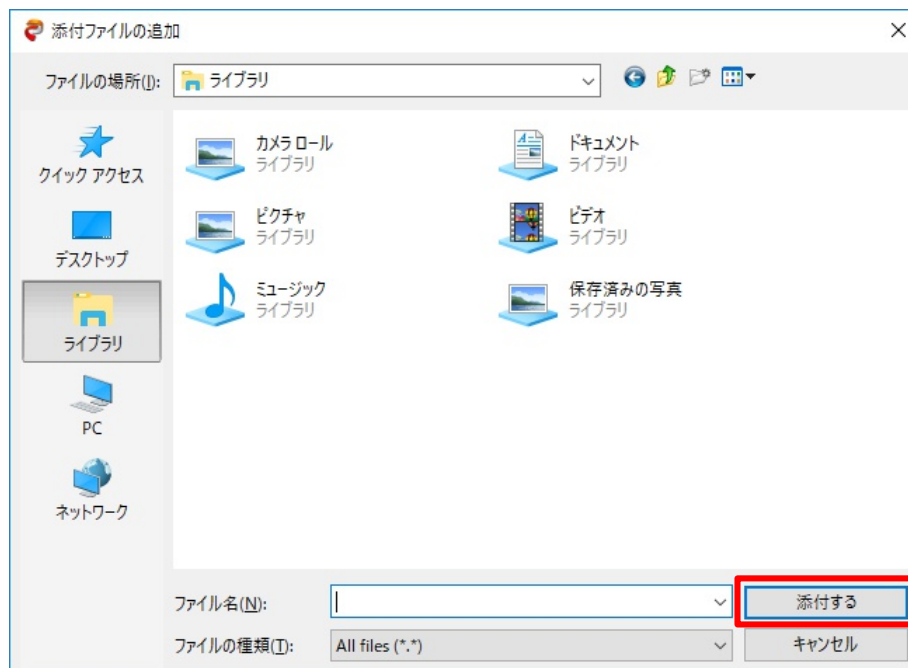 添付ファイルの追加
ファイルの場所(I):
ライブラリ
クイック アクセス
デスクトップ
ライブラリ
PC
ネットワーク
カメラ ロール
ライブラリ
ドキュメント
ライブラリ
ピクチャ
ライブラリ
ビデオ
ライブラリ
ミュージック
ライブラリ
保存済みの写真
ライブラリ
ファイル名(N):
添付する
ファイルの種類(T):
All files (*.*)
キャンセル